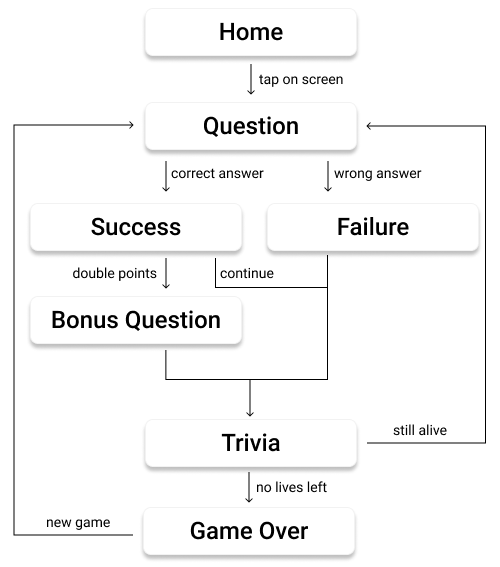 Home
tap on screen
Question
correct answer
wrong answer
Success
Failure
double points
continue
Bonus Question
Trivia
still alive
no lives left
Game Over
new game